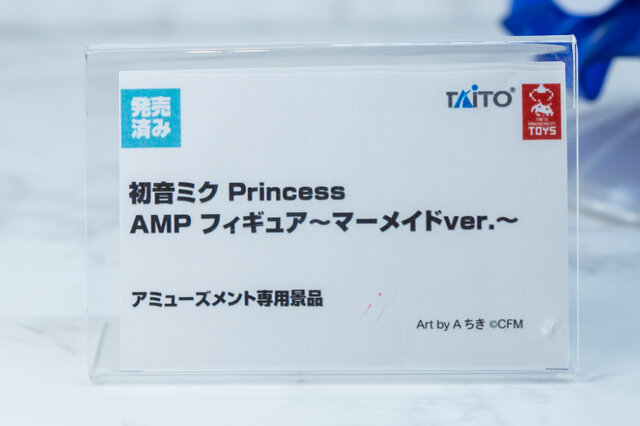 発売
済み
TAITO®
TOYS
初音ミク Princess
AMP フィギュア～マーメイドver.～
アミューズメント専用景品
Art by A ちき ©CFM